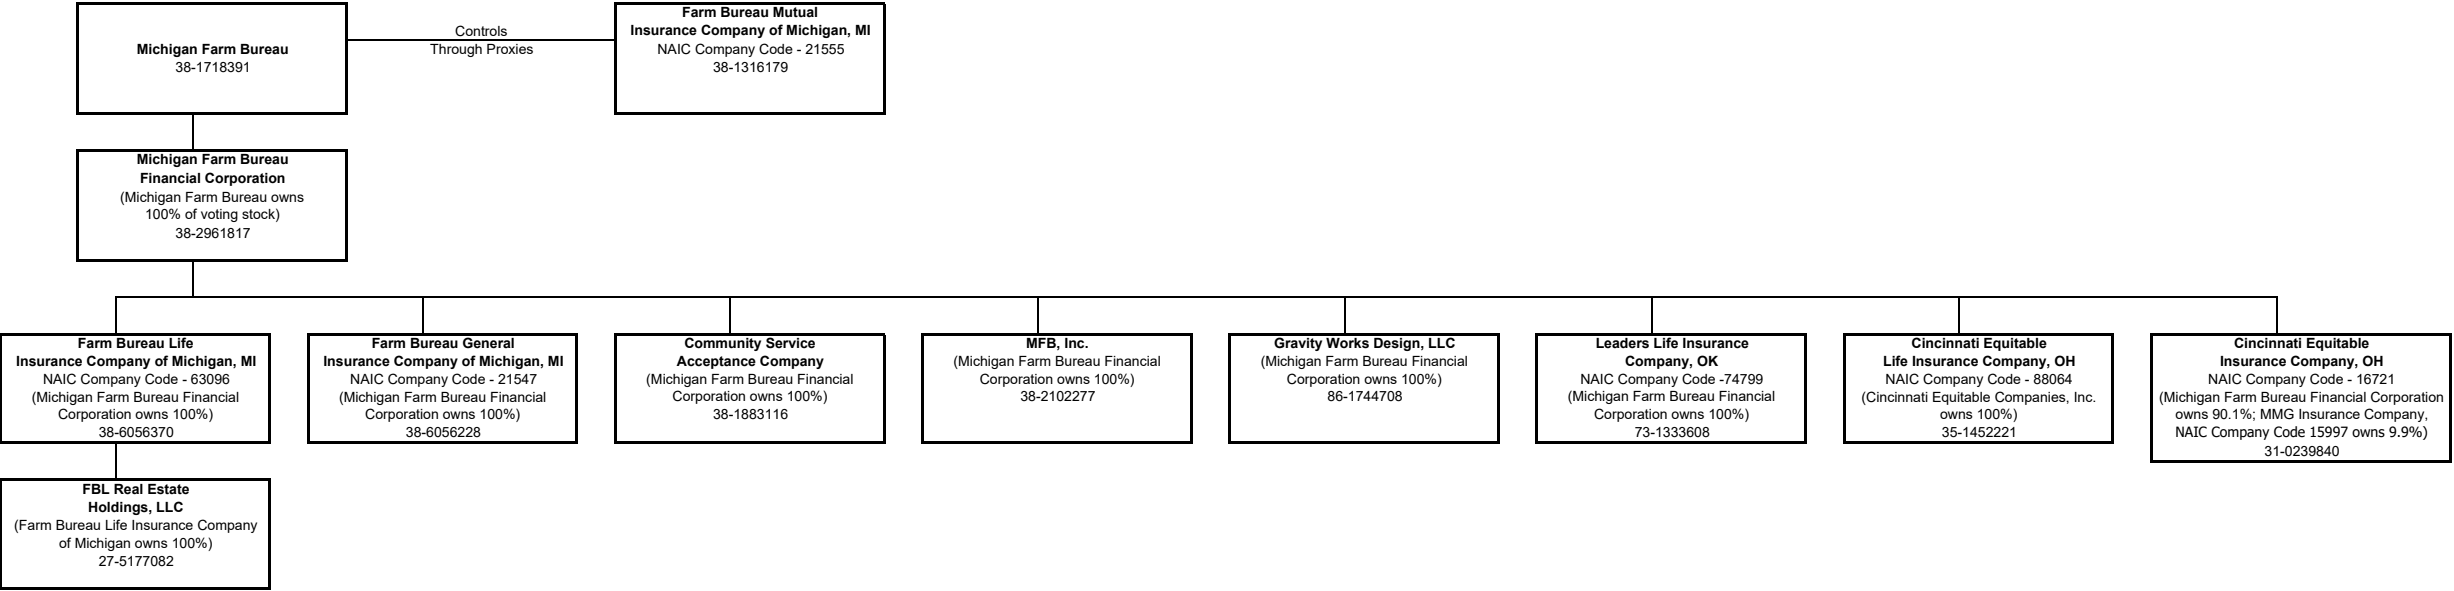 Michigan Farm Bureau
38-1718391
Controls
Through Proxies
Farm Bureau Mutual
Insurance Company of Michigan, MI
NAIC Company Code - 21555
38-1316179
Michigan Farm Bureau
Financial Corporation
(Michigan Farm Bureau owns
100% of voting stock)
38-2961817
Farm Bureau Life
Insurance Company of Michigan, MI
NAIC Company Code - 63096
(Michigan Farm Bureau Financial
Corporation owns 100%)
38-6056370
Farm Bureau General
Insurance Company of Michigan, MI
NAIC Company Code - 21547
(Michigan Farm Bureau Financial
Corporation owns 100%)
38-6056228
Community Service
Acceptance Company
(Michigan Farm Bureau Financial
Corporation owns 100%)
38-1883116
MFB, Inc.
(Michigan Farm Bureau Financial
Corporation owns 100%)
38-2102277
Gravity Works Design, LLC
(Michigan Farm Bureau Financial
Corporation owns 100%)
86-1744708
Leaders Life Insurance
Company, OK
NAIC Company Code -74799
(Michigan Farm Bureau Financial
Corporation owns 100%)
73-1333608
Cincinnati Equitable
Life Insurance Company, OH
NAIC Company Code - 88064
(Cincinnati Equitable Companies, Inc.
owns 100%)
35-1452221
Cincinnati Equitable
Insurance Company, OH
NAIC Company Code - 16721
(Michigan Farm Bureau Financial Corporation
owns 90.1%; MMG Insurance Company,
NAIC Company Code 15997 owns 9.9%)
31-0239840
FBL Real Estate
Holdings, LLC
(Farm Bureau Life Insurance Company
of Michigan owns 100%)
27-5177082